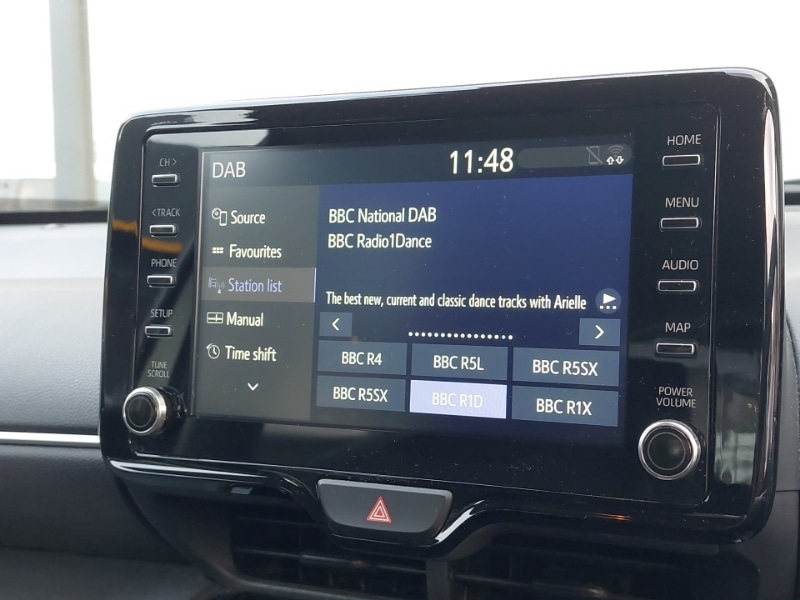 DAB
11:48
Source
Favourites
Station list
Manual
Time shift
BBC National DAB
BBC Radio1Dance
The best new, current and classic dance tracks with Arielle
<
>
BBC R4
BBC R5L
BBC R5SX
BBC R5SX
BBC R1D
BBC R1X
CH >
< TRACK
PHONE
SETUP
TUNE
SCROLL
HOME
MENU
AUDIO
MAP
POWER
VOLUME